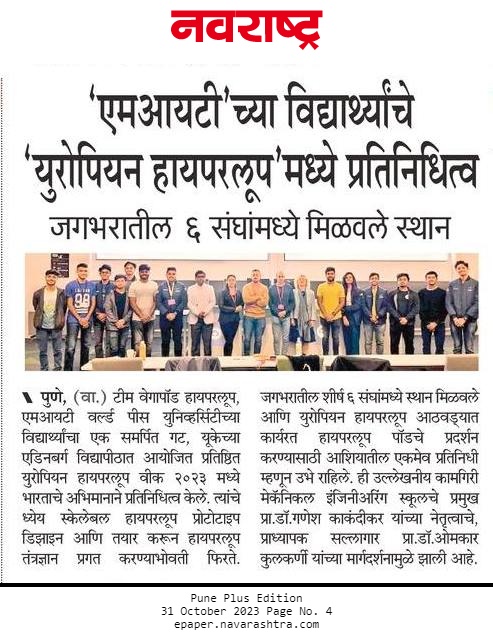 नवराष्ट्र
‘एमआयटी’च्या विद्यार्थ्यांचे
‘युरोपियन हायपरलूप’मध्ये प्रतिनिधित्व
जगभरातील ६ संघांमध्ये मिळवले स्थान
पुणे, (वा.) टीम वेगापॉड हायपरलूप,
एमआयटी वर्ल्ड पीस युनिव्हर्सिटीच्या
विद्यार्थ्यांचा एक समर्पित गट, यूकेच्या
एडिनबर्ग विद्यापीठात आयोजित प्रतिष्ठित
युरोपियन हायपरलूप वीक २०२३ मध्ये
भारताचे अभिमानाने प्रतिनिधित्व केले. त्यांचे
ध्येय स्केलेबल हायपरलूप प्रोटोटाइप
डिझाइन आणि तयार करून हायपरलूप
तंत्रज्ञान प्रगत करण्याभोवती फिरते.
जगभरातील शीर्ष ६ संघांमध्ये स्थान मिळवले
आणि युरोपियन हायपरलूप आठवड्यात
कार्यरत हायपरलूप पॉडचे प्रदर्शन
करण्यासाठी आशियातील एकमेव प्रतिनिधी
म्हणून उभे राहिले. ही उल्लेखनीय कामगिरी
मेकॅनिकल इंजिनीअरिंग स्कूलचे प्रमुख
प्रा.डॉ.गणेश काकंदीकर यांच्या नेतृत्वाचे,
प्राध्यापक सल्लागार प्रा.डॉ.ओमकार
कुलकर्णी यांच्या मार्गदर्शनामुळे झाली आहे.
Pune Plus Edition
31 October 2023 Page No. 4
epaper.navarashtra.com